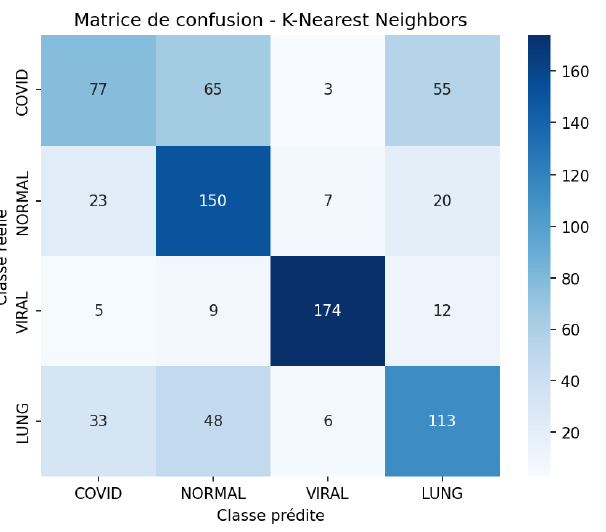 Matrice de confusion - K-Nearest Neighbors
COVID 77 65 3 55
NORMAL 23 150 7 20
VIRAL 5 9 174 12
LUNG 33 48 6 113
COVID NORMAL VIRAL LUNG
Classe prédite
Classe réelle
160
140
120
100
80
60
40
20